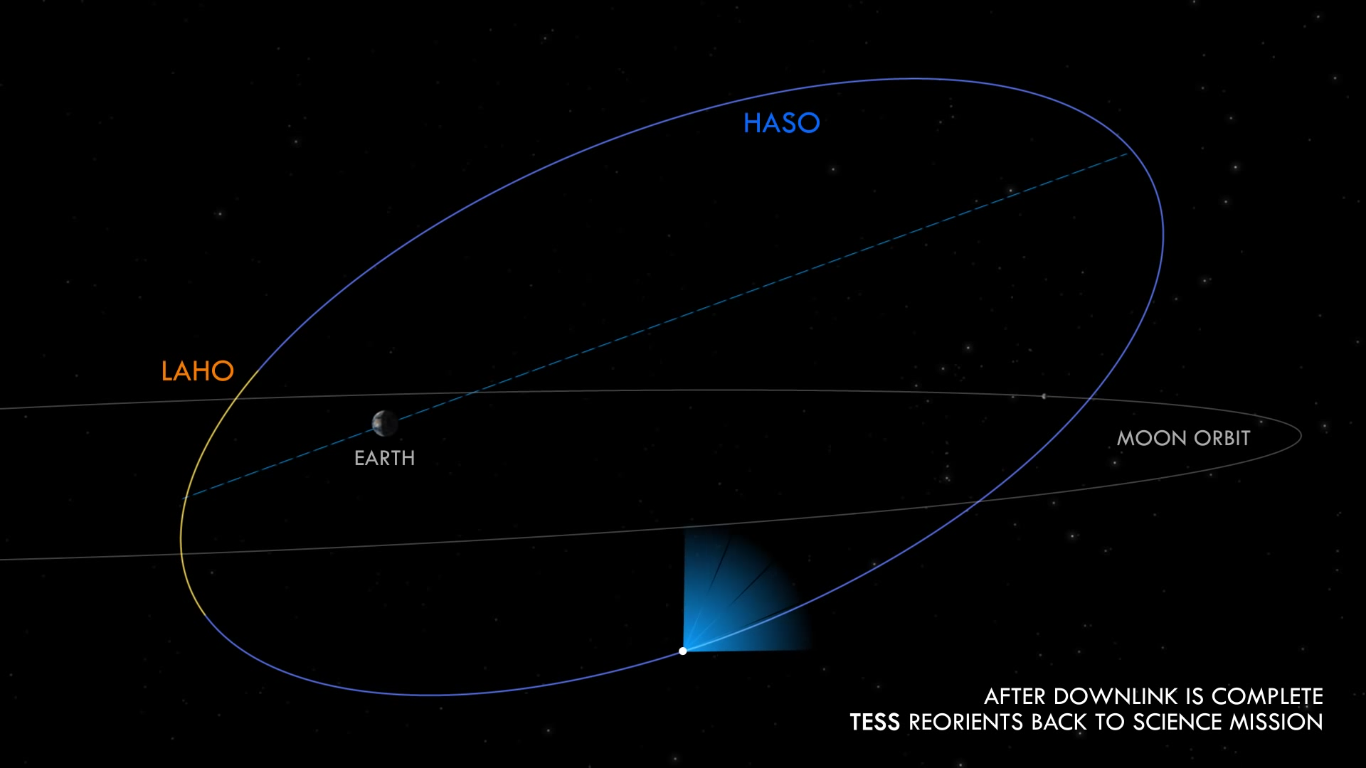 HASO
LAHO
EARTH
MOON ORBIT
AFTER DOWNLINK IS COMPLETE
TESS REORIENTS BACK TO SCIENCE MISSION